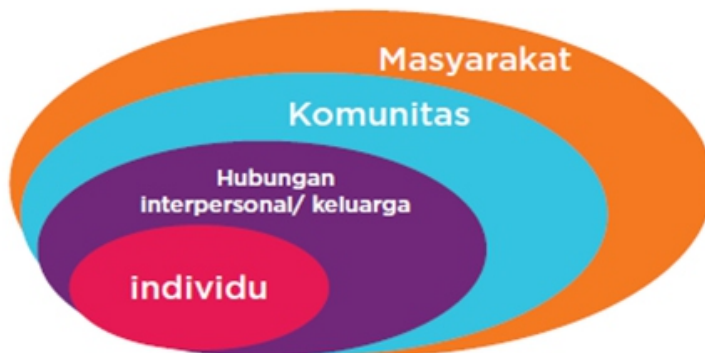 Masyarakat
Komunitas
Hubungan
interpersonal/ keluarga
individu